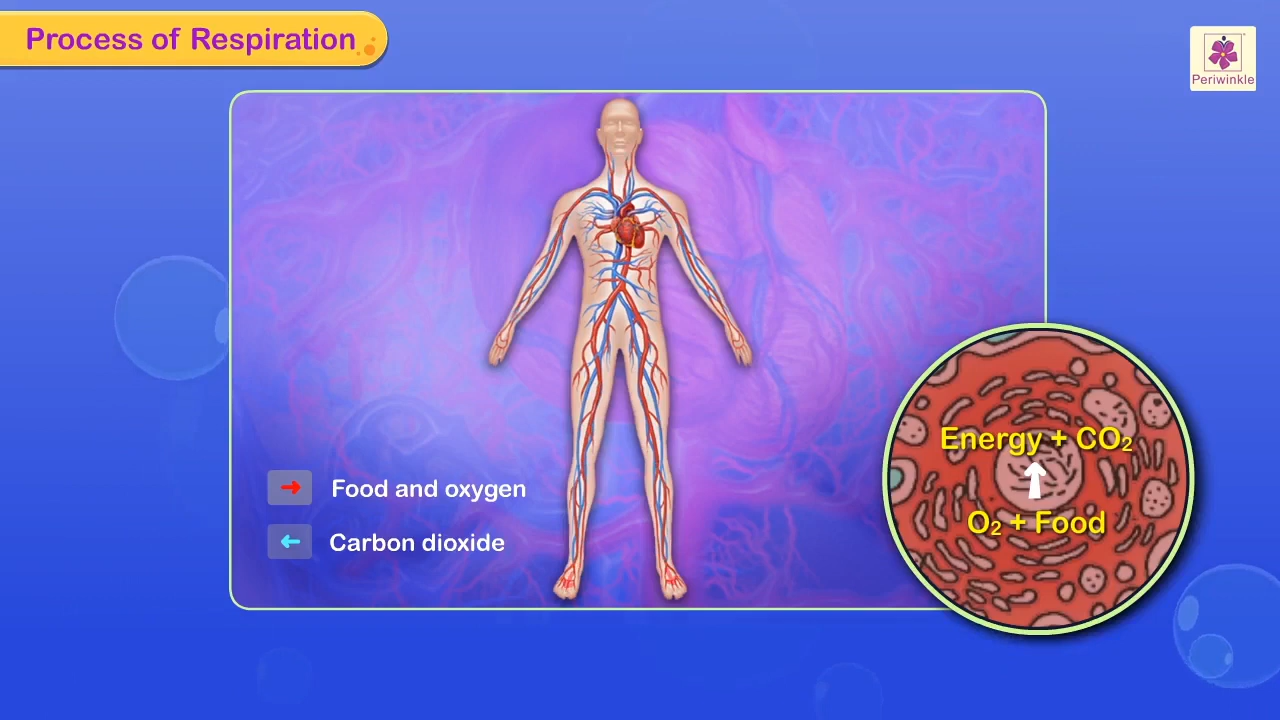 Process of Respiration
Periwinkle
Food and oxygen
Carbon dioxide
Energy + CO₂
O₂ + Food